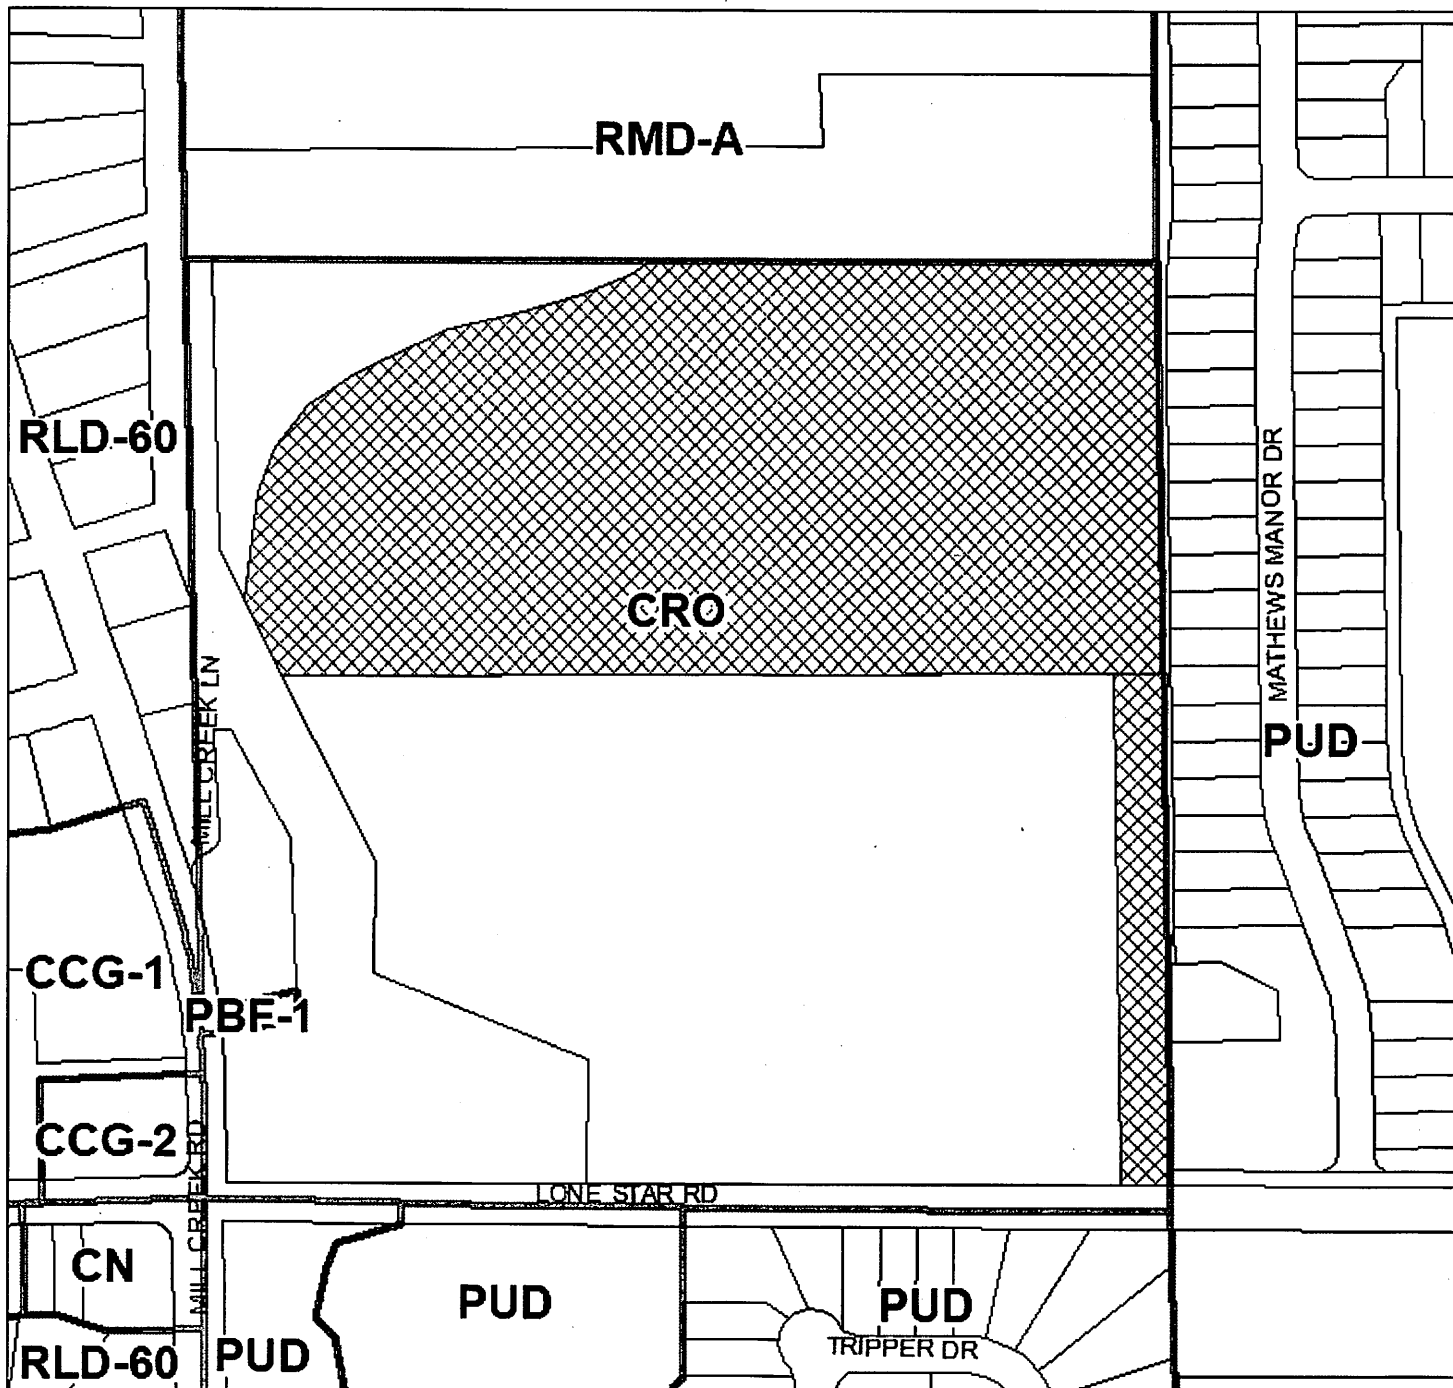 RMD-A
RLD-60
MATHEWS MANOR DR
CRO
MILL CREEK LN
PUD
CCG-1
PBF-1
CCG-2
MILL CREEK RD
LONE STAR RD
CN
PUD
PUD
TRIPPER DR
RLD-60
PUD